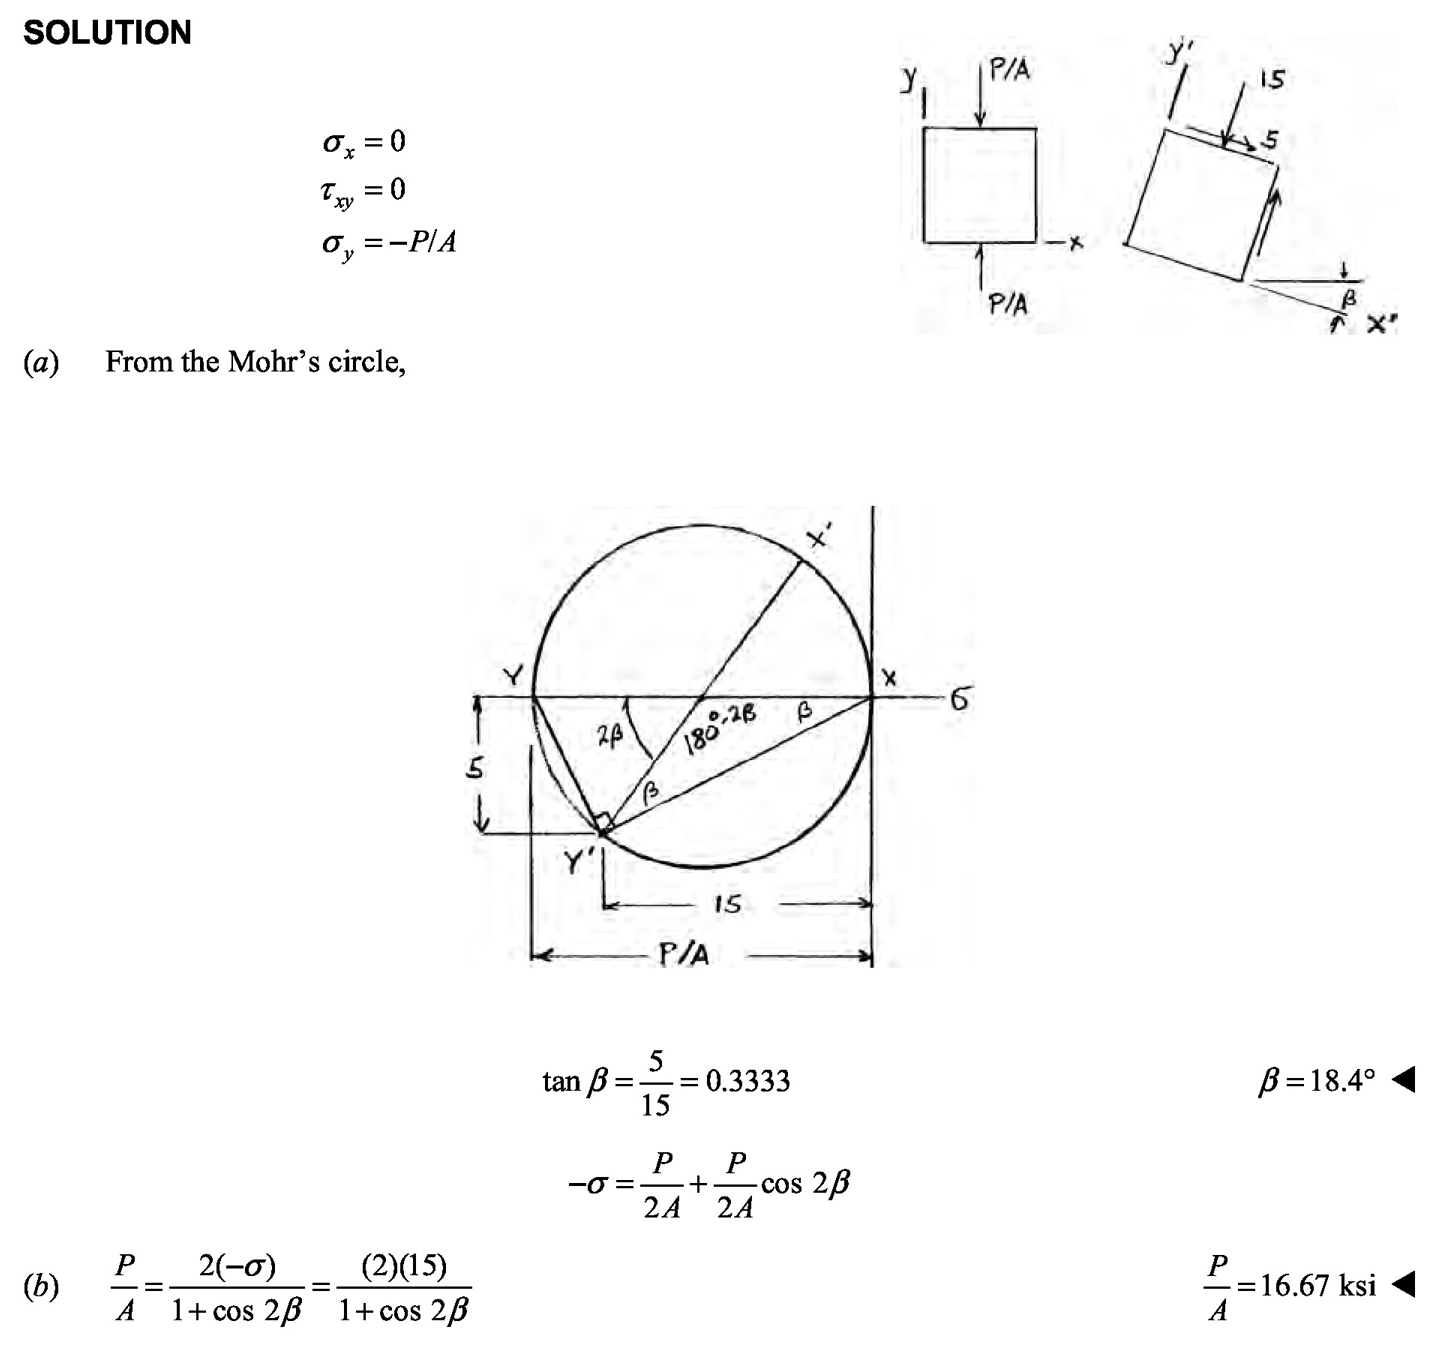 SOLUTION
σx = 0
τxy = 0
σy = −P/A
y P/A
x
P/A
y' 15
5
β
x''
(a) From the Mohr's circle,
X'
Y X σ
2β 180°-2β β
5 β
Y'
15
P/A
tan β = 5/15 = 0.3333 β = 18.4° ◀
−σ = P/2A + P/2A cos 2β
(b) P/A = 2(−σ)/1 + cos 2β = (2)(15)/1 + cos 2β P/A = 16.67 ksi ◀